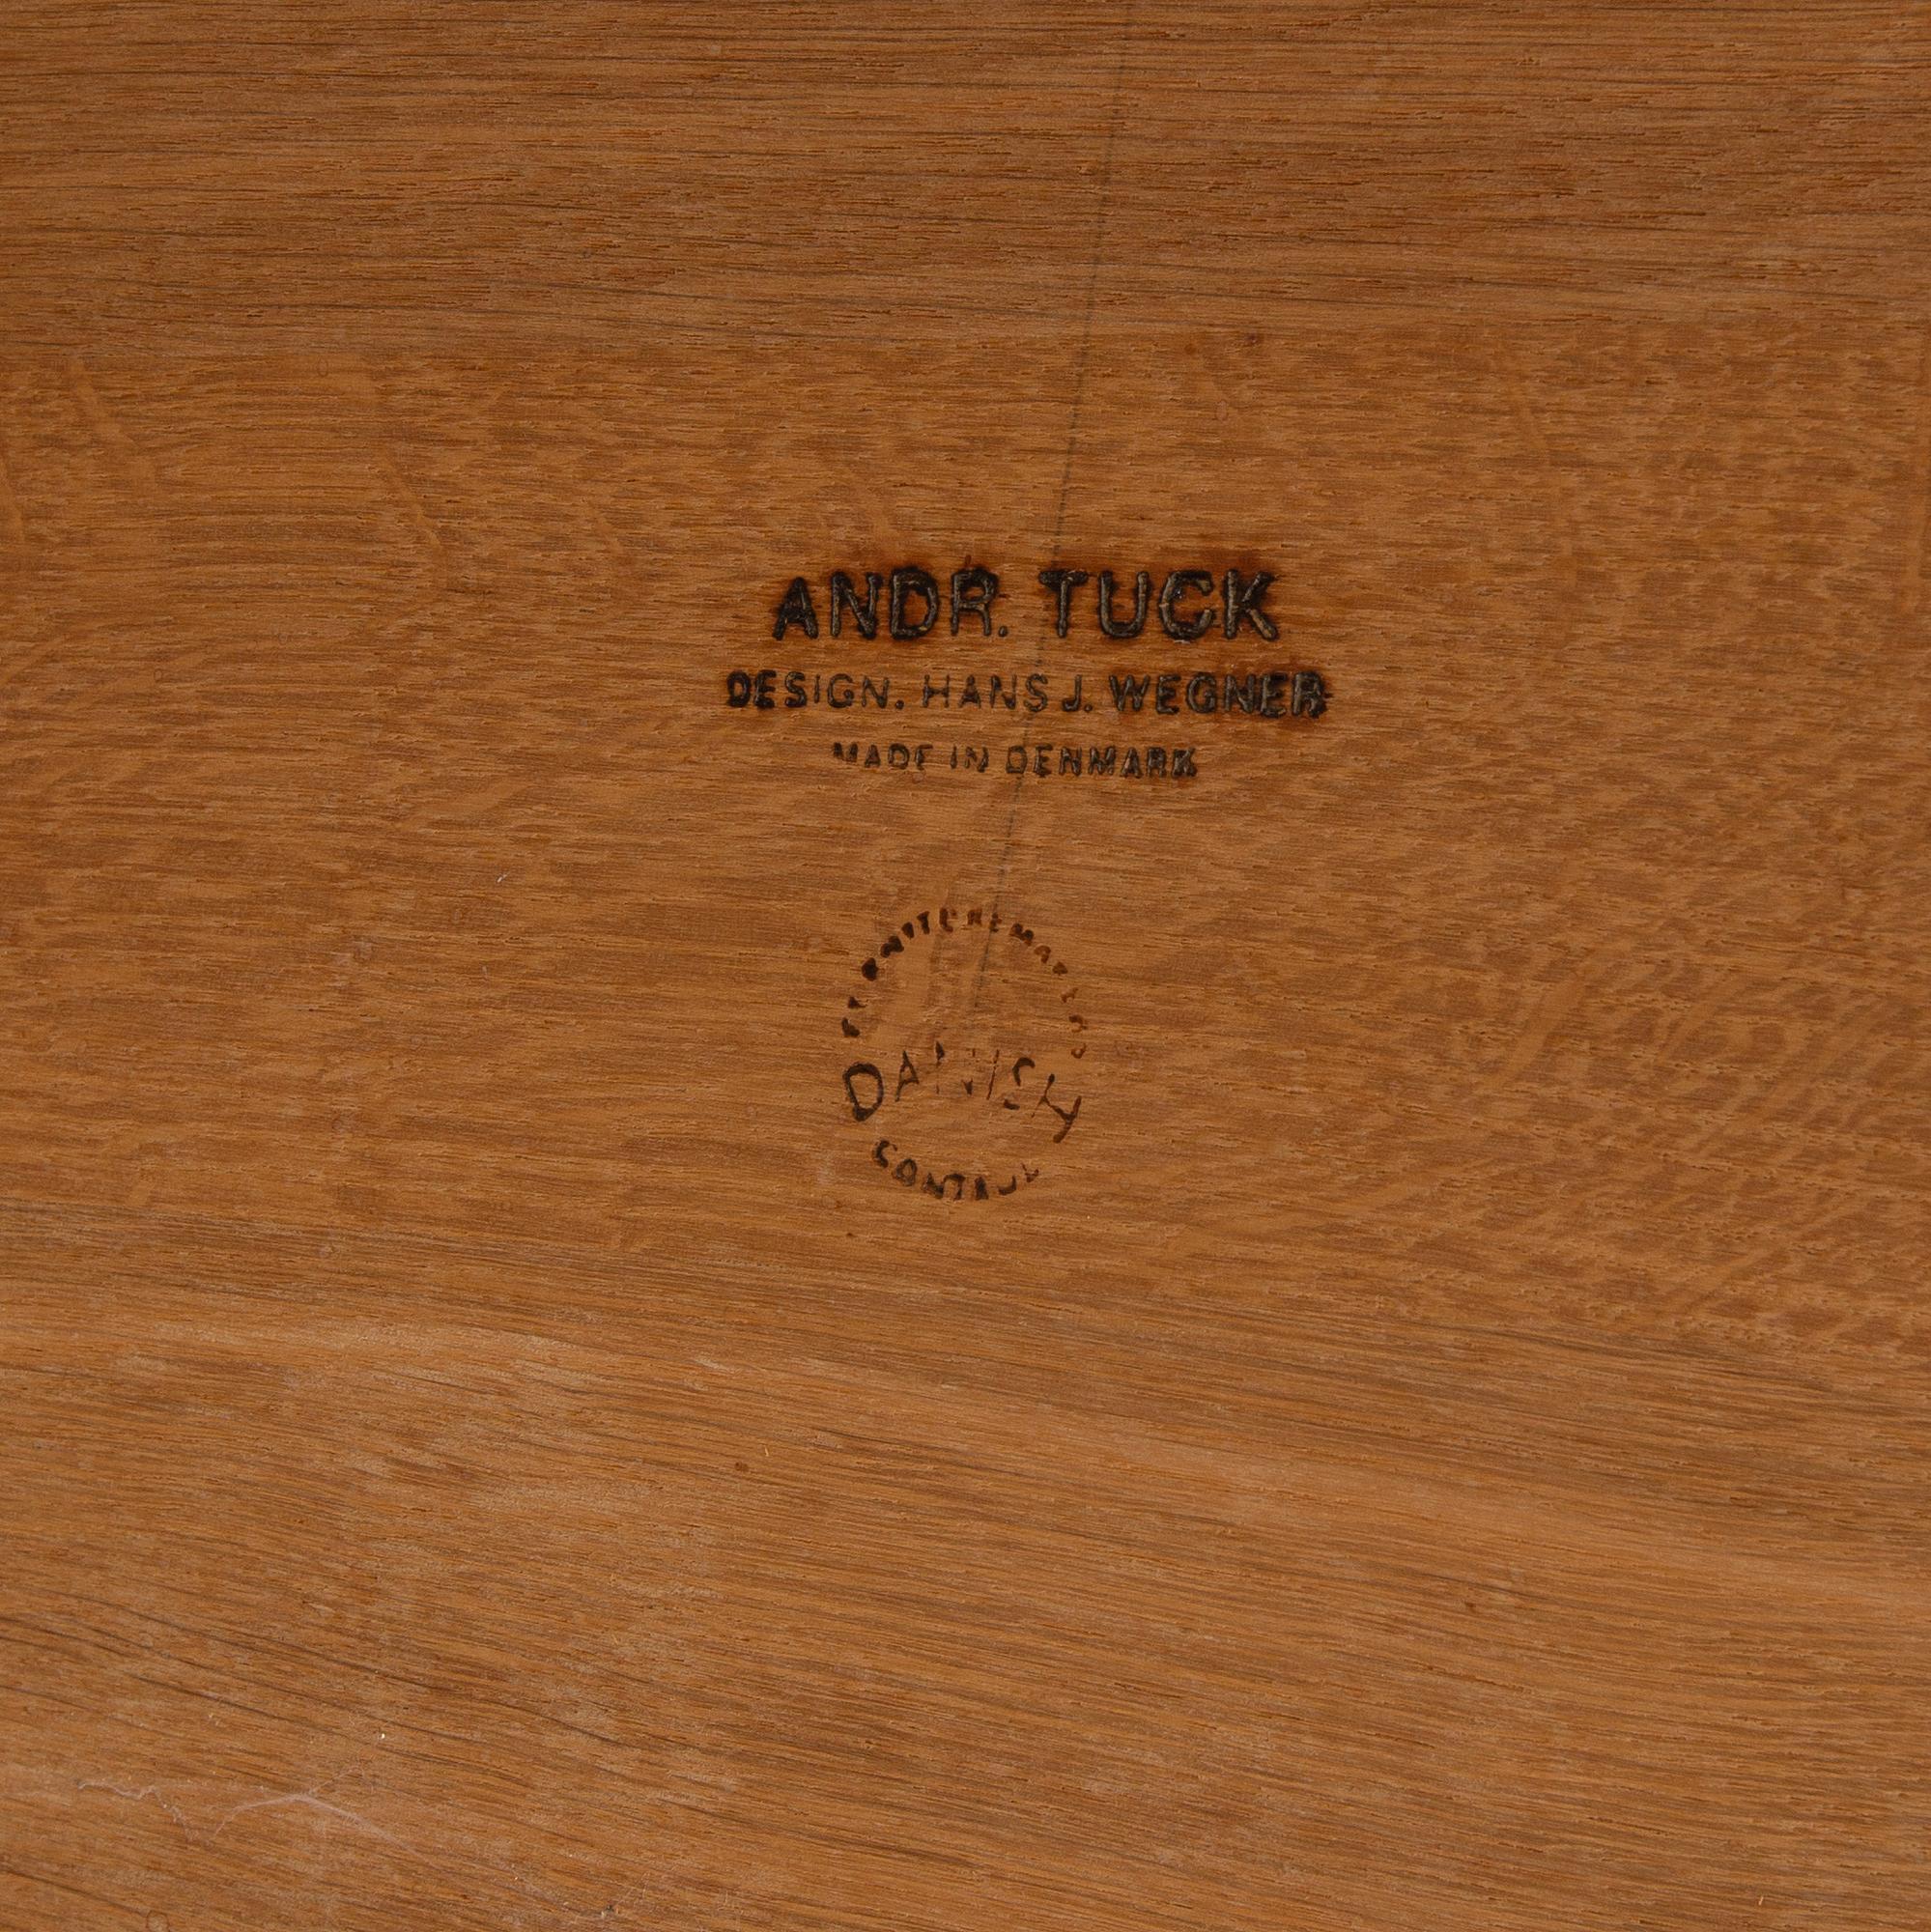 ANDR. TUCK
DESIGN. HANS J. WEGNER
MADE IN DENMARK
DANISH